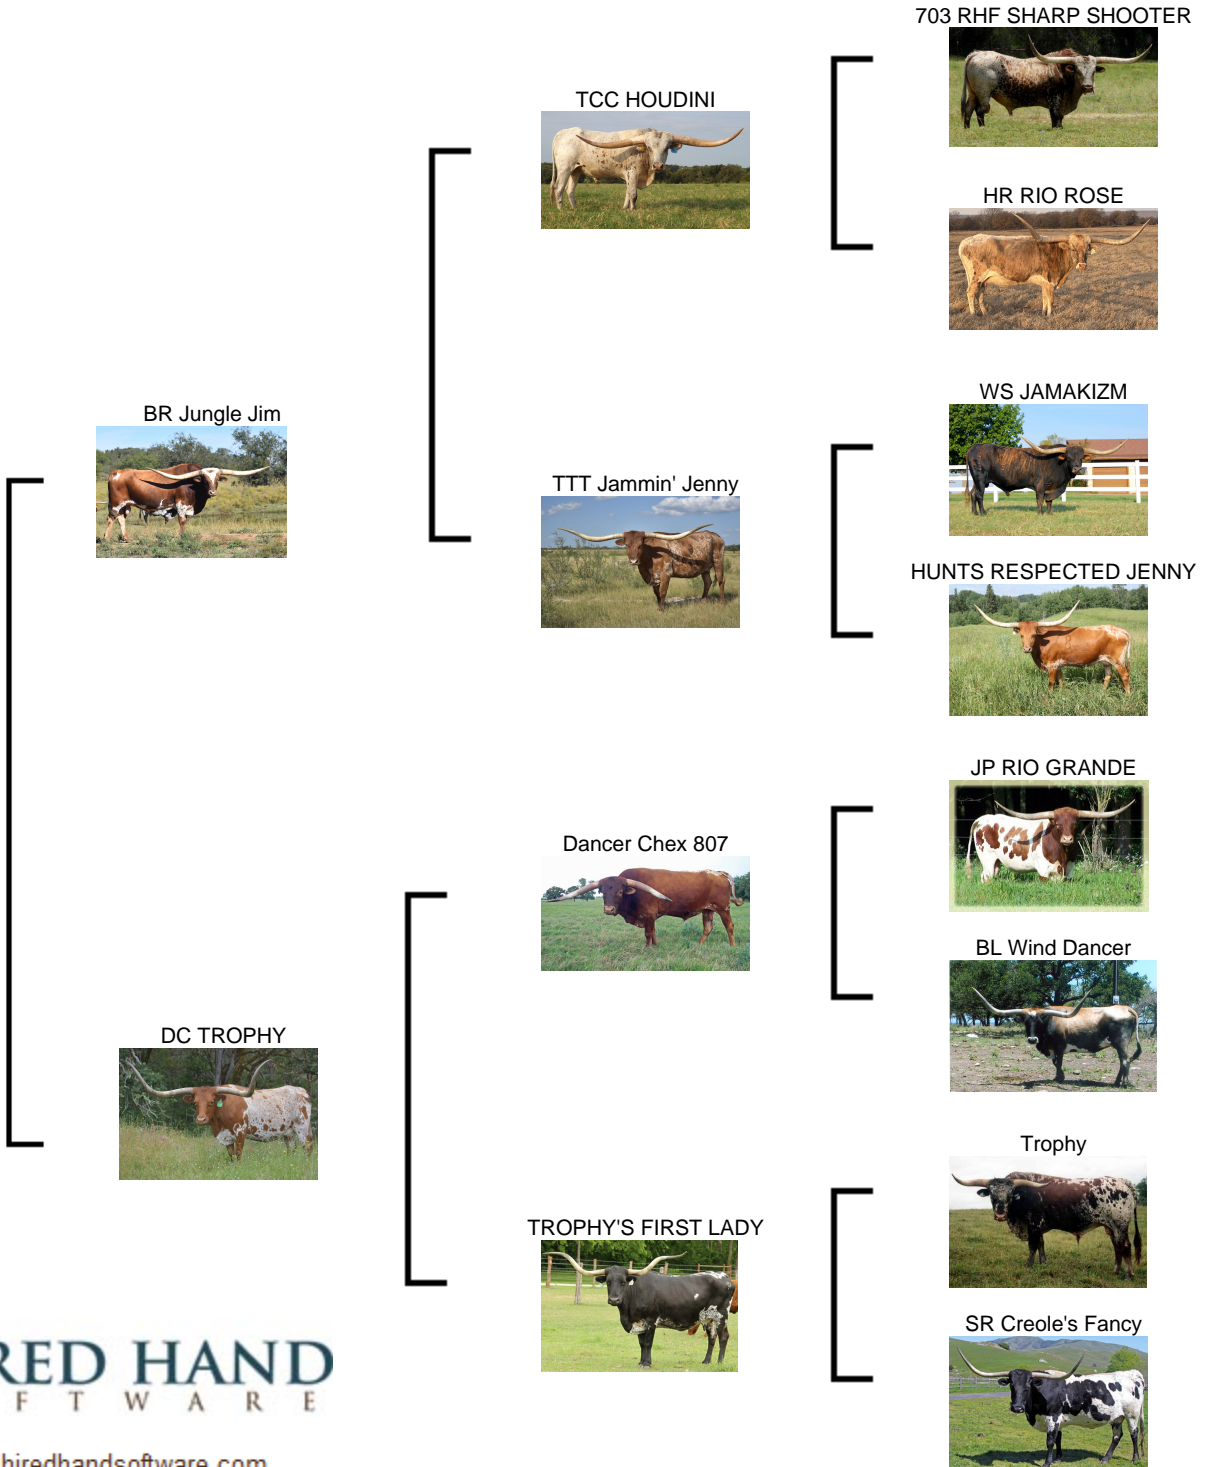 703 RHF SHARP SHOOTER
TCC HOUDINI
HR RIO ROSE
WS JAMAKIZM
BR Jungle Jim
TTT Jammin' Jenny
HUNTS RESPECTED JENNY
JP RIO GRANDE
Dancer Chex 807
BL Wind Dancer
DC TROPHY
Trophy
TROPHY'S FIRST LADY
SR Creole's Fancy
RED HAND
F T W A R E
hiredhandsoftware.com